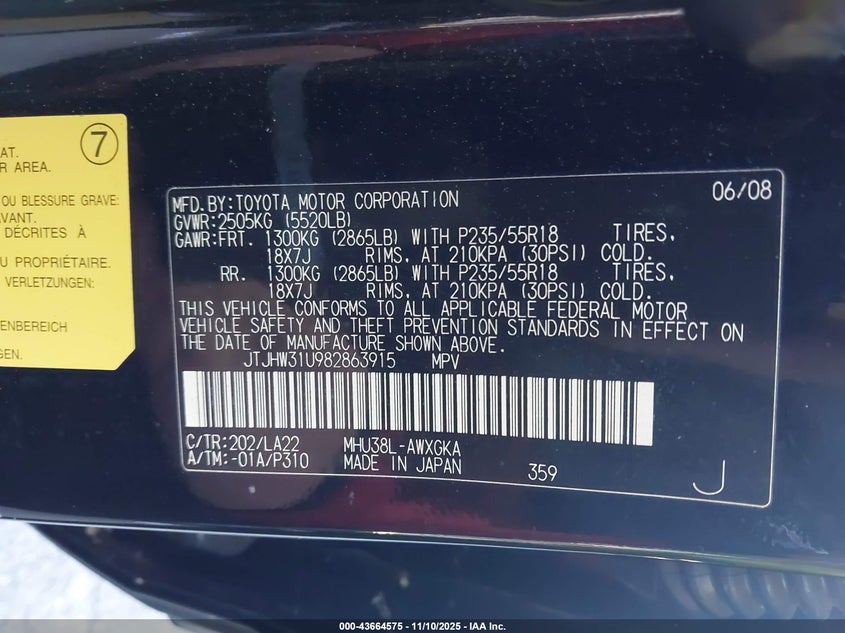 7
AT.
R AREA.
OU BLESSURE GRAVE:
AVANT.
DÉCRITES À
U PROPRIÉTAIRE.
VERLETZUNGEN:
ENBEREICH
GEN.
MFD.BY:TOYOTA MOTOR CORPORATION 06/08
GVWR:2505KG (5520LB)
GAWR:FRT. 1300KG (2865LB) WITH P235/55R18 TIRES,
18X7J RIMS, AT 210KPA (30PSI) COLD.
RR. 1300KG (2865LB) WITH P235/55R18 TIRES,
18X7J RIMS, AT 210KPA (30PSI) COLD.
THIS VEHICLE CONFORMS TO ALL APPLICABLE FEDERAL MOTOR
VEHICLE SAFETY AND THEFT PREVENTION STANDARDS IN EFFECT ON
THE DATE OF MANUFACTURE SHOWN ABOVE.
JTJHW31U982863915 MPV
C/TR:202/LA22 MHU38L-AWXGKA
A/TM:-01A/P310 MADE IN JAPAN 359
J
000-43664575 — 11/10/2025 — IAA Inc.